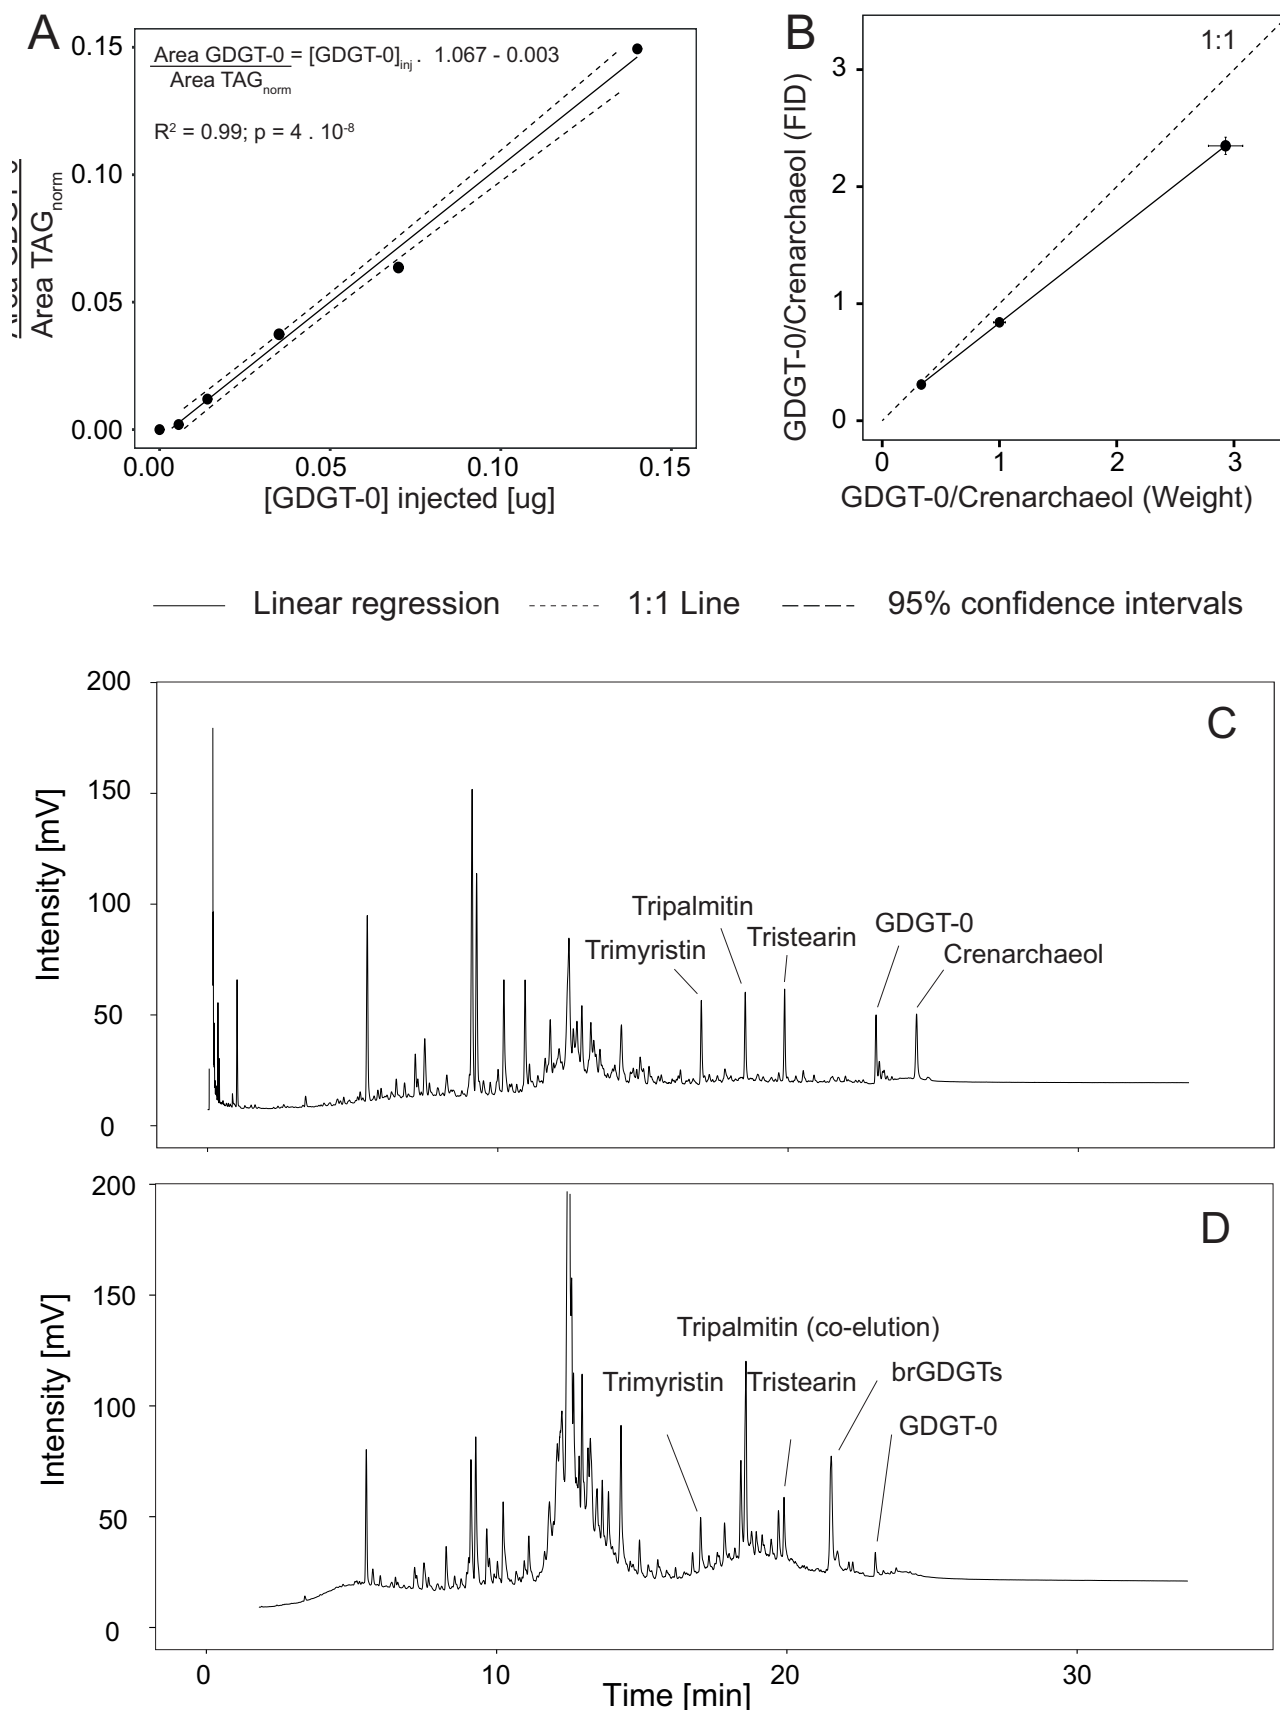 A
Area GDGT-0 = [GDGT-0]inj . 1.067 - 0.003
Area TAGnorm
R² = 0.99; p = 4 . 10⁻⁸
0.15
0.10
0.05
0.00
Area TAGnorm
0.00 0.05 0.10 0.15
[GDGT-0] injected [ug]
B
1:1
3
2
1
0
GDGT-0/Crenarchaeol (FID)
0 1 2 3
GDGT-0/Crenarchaeol (Weight)
Linear regression 1:1 Line 95% confidence intervals
C
200
150
100
50
0
Intensity [mV]
Tripalmitin
Trimyristin
Tristearin
GDGT-0
Crenarchaeol
D
200
150
100
50
0
Intensity [mV]
Tripalmitin (co-elution)
Trimyristin
Tristearin
brGDGTs
GDGT-0
0 10 20 30
Time [min]